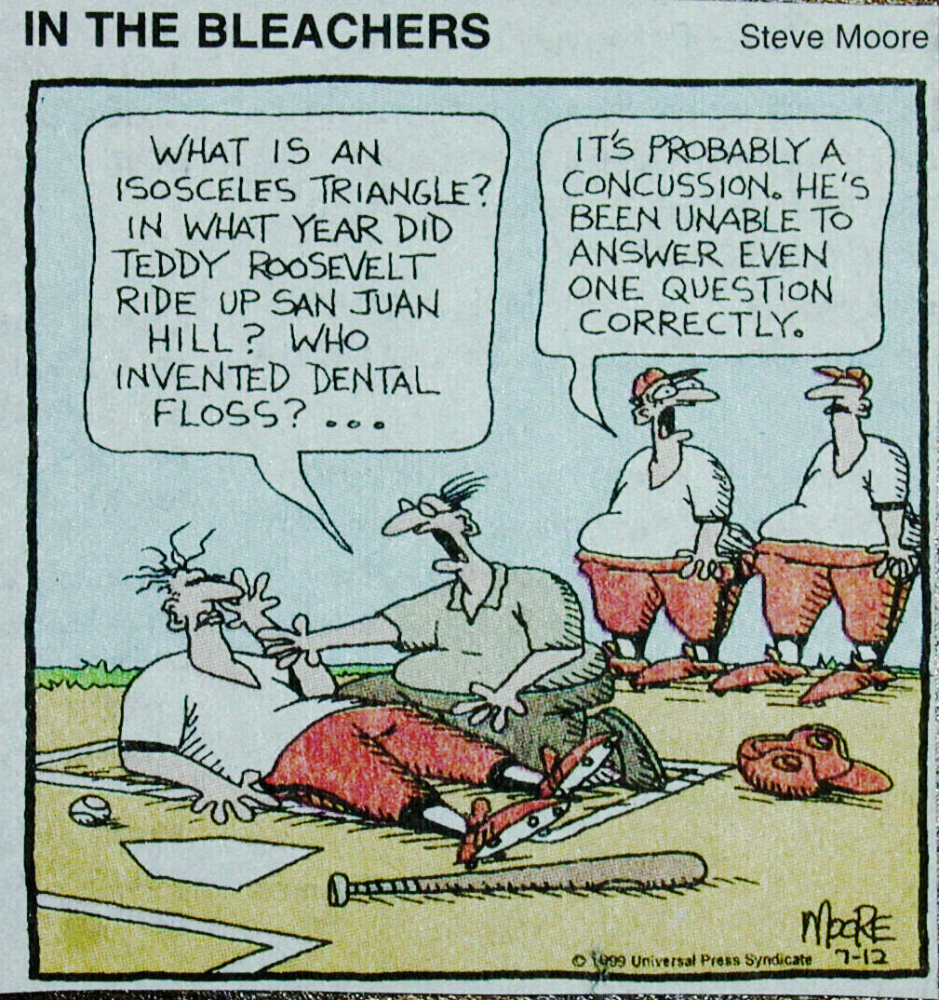 IN THE BLEACHERS
Steve Moore
WHAT IS AN
ISOSCELES TRIANGLE?
IN WHAT YEAR DID
TEDDY ROOSEVELT
RIDE UP SAN JUAN
HILL? WHO
INVENTED DENTAL
FLOSS? ...
IT'S PROBABLY A
CONCUSSION. HE'S
BEEN UNABLE TO
ANSWER EVEN
ONE QUESTION
CORRECTLY.
MOORE
7-12
© 1999 Universal Press Syndicate